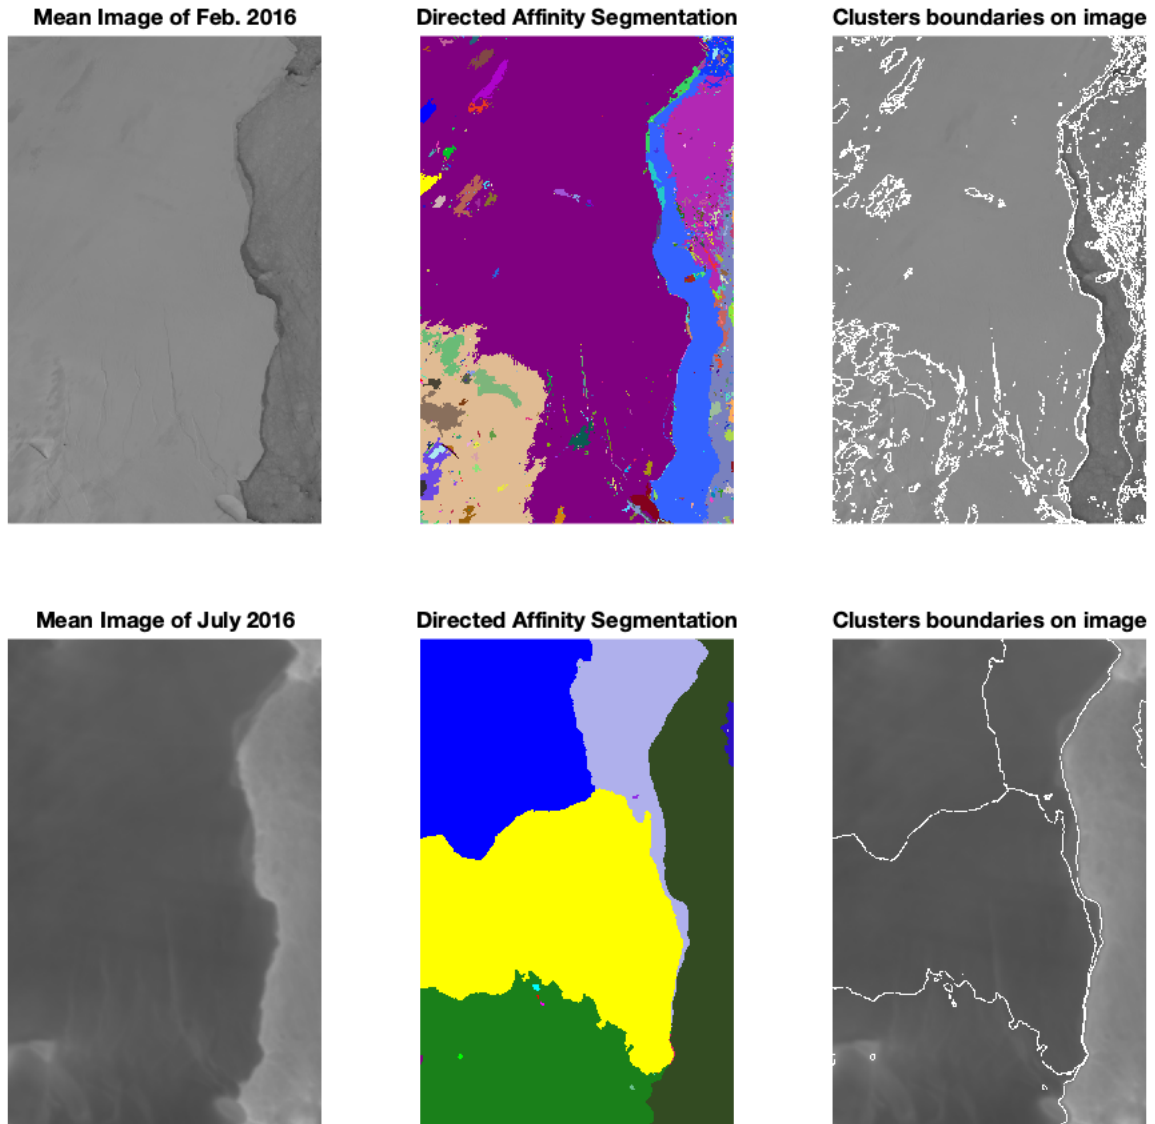 Mean Image of Feb. 2016
Directed Affinity Segmentation
Clusters boundaries on image
Mean Image of July 2016
Directed Affinity Segmentation
Clusters boundaries on image